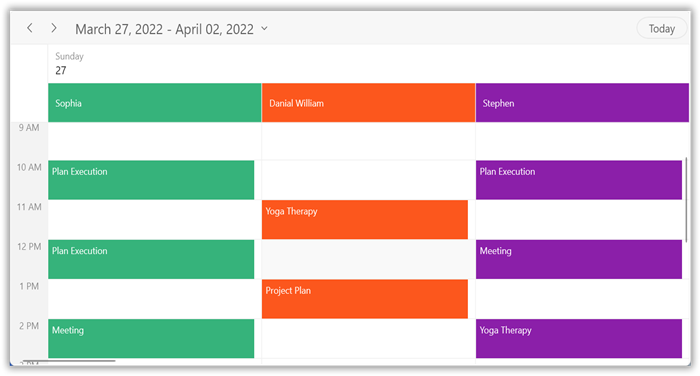 March 27, 2022 - April 02, 2022
Today
Sunday
27
Sophia
Danial William
Stephen
9 AM
10 AM
Plan Execution
Plan Execution
11 AM
Yoga Therapy
12 PM
Plan Execution
Meeting
1 PM
Project Plan
2 PM
Meeting
Yoga Therapy